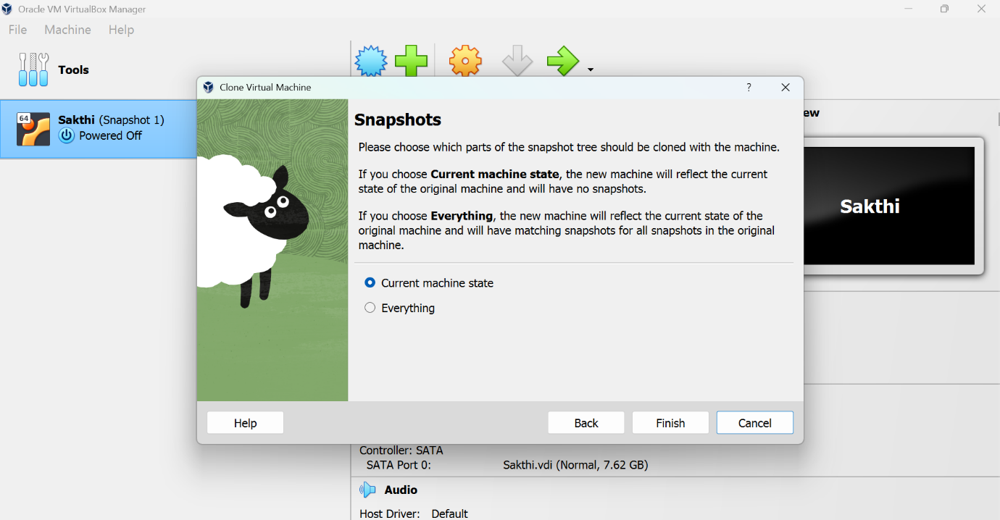 Oracle VM VirtualBox Manager
File Machine Help
Tools
64
Sakthi (Snapshot 1)
Powered Off
Clone Virtual Machine
?
Snapshots
Please choose which parts of the snapshot tree should be cloned with the machine.
If you choose Current machine state, the new machine will reflect the current
state of the original machine and will have no snapshots.
If you choose Everything, the new machine will reflect the current state of the
original machine and will have matching snapshots for all snapshots in the original
machine.
Current machine state
Everything
Help Back Finish Cancel
ew
Sakthi
Controller: SATA
SATA Port 0: Sakthi.vdi (Normal, 7.62 GB)
Audio
Host Driver: Default